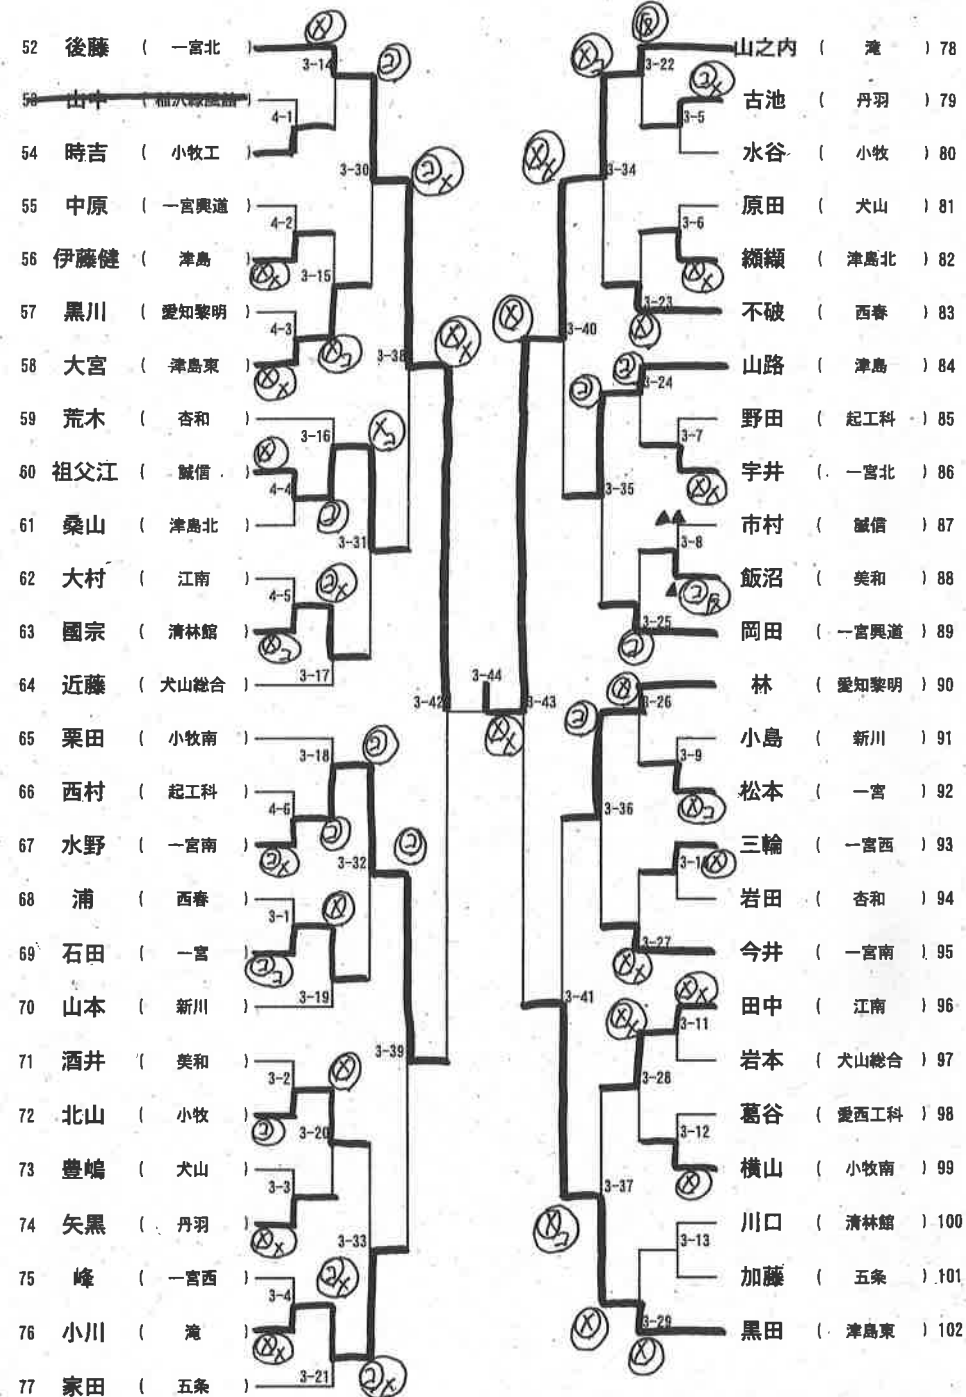 52 後藤 ( 一宮北 )
53 山中 (
54 時吉 ( 小牧工 )
55 中原 ( 一宮興道 )
56 伊藤健 ( 津島 )
57 黒川 ( 愛知黎明 )
58 大宮 ( 津島東 )
59 荒木 ( 杏和 )
60 祖父江 ( 誠信 )
61 桑山 ( 津島北 )
62 大村 ( 江南 )
63 國宗 ( 清林館 )
64 近藤 ( 犬山総合 )
65 栗田 ( 小牧南 )
66 西村 ( 起工科 )
67 水野 ( 一宮南 )
68 浦 ( 西春 )
69 石田 ( 一宮 )
70 山本 ( 新川 )
71 酒井 ( 美和 )
72 北山 ( 小牧 )
73 豊嶋 ( 犬山 )
74 矢黒 ( 丹羽 )
75 峰 ( 一宮西 )
76 小川 ( 滝 )
77 家田 ( 五条 )
3-14
4-1
3-30
4-2
3-15
4-3
3-38
3-16
4-4
3-31
4-5
3-17
3-42
3-18
4-6
3-32
3-1
3-19
3-39
3-2
3-20
3-3
3-33
3-4
3-21
3-44
3-43
3-22
3-5
3-34
3-6
3-23
3-40
3-24
3-7
3-35
3-8
3-25
3-26
3-9
3-36
3-27
3-41
3-11
3-28
3-12
3-37
3-13
3-29
山之内 ( 滝 ) 78
古池 ( 丹羽 ) 79
水谷 ( 小牧 ) 80
原田 ( 犬山 ) 81
纐纈 ( 津島北 ) 82
不破 ( 西春 ) 83
山路 ( 津島 ) 84
野田 ( 起工科 ) 85
宇井 ( 一宮北 ) 86
市村 ( 誠信 ) 87
飯沼 ( 美和 ) 88
岡田 ( 一宮興道 ) 89
林 ( 愛知黎明 ) 90
小島 ( 新川 ) 91
松本 ( 一宮 ) 92
三輪 ( 一宮西 ) 93
岩田 ( 杏和 ) 94
今井 ( 一宮南 ) 95
田中 ( 江南 ) 96
岩本 ( 犬山総合 ) 97
葛谷 ( 愛西工科 ) 98
横山 ( 小牧南 ) 99
川口 ( 清林館 ) 100
加藤 ( 五条 ) 101
黒田 ( 津島東 ) 102